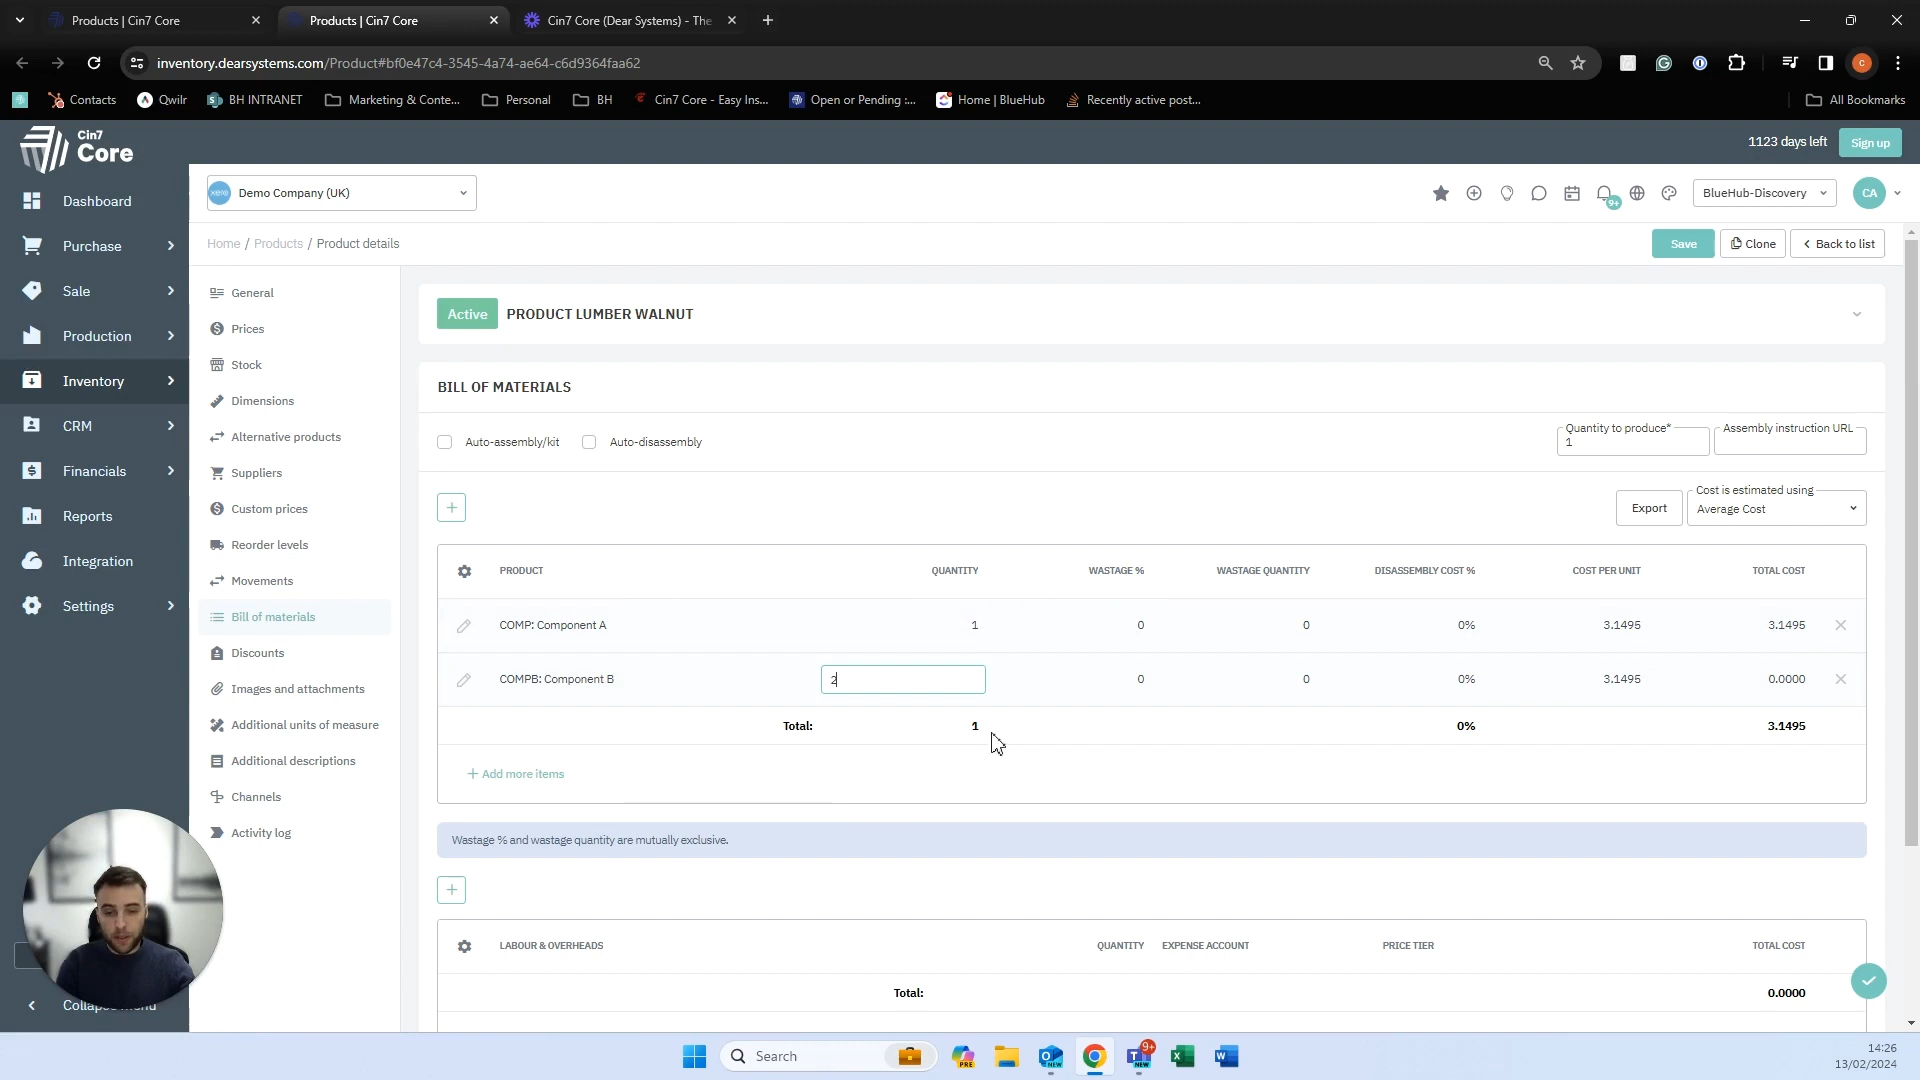 Products | Cin7 Core
Products | Cin7 Core
Cin7 Core (Dear Systems) - The
inventory.dearsystems.com/Product#bf0e47c4-3545-4a74-ae64-c6d9364faa62
C
Contacts
Qwilr
BH INTRANET
Marketing & Conte...
Personal
BH
Cin7 Core - Easy Ins...
Open or Pending :...
Home | BlueHub
Recently active post...
All Bookmarks
Cin7
Core
1123 days left
Sign up
xero
Demo Company (UK)
9+
BlueHub-Discovery
CA
Home / Products / Product details
Save
Clone
Back to list
Dashboard
Purchase
Sale
Production
Inventory
CRM
Financials
Reports
Integration
Settings
General
Prices
Stock
Dimensions
Alternative products
Suppliers
Custom prices
Reorder levels
Movements
Bill of materials
Discounts
Images and attachments
Additional units of measure
Additional descriptions
Channels
Activity log
Active PRODUCT LUMBER WALNUT
BILL OF MATERIALS
Auto-assembly/kit
Auto-disassembly
Quantity to produce*
1
Assembly instruction URL
Export
Cost is estimated using
Average Cost
PRODUCT QUANTITY WASTAGE % WASTAGE QUANTITY DISASSEMBLY COST % COST PER UNIT TOTAL COST
COMP: Component A 1 0 0 0% 3.1495 3.1495
COMPB: Component B 2 0 0 0% 3.1495 0.0000
Total: 1 0% 3.1495
+ Add more items
Wastage % and wastage quantity are mutually exclusive.
LABOUR & OVERHEADS QUANTITY EXPENSE ACCOUNT PRICE TIER TOTAL COST
Total: 0.0000
Search
PRE
NEW
9+
NEW
14:26
13/02/2024